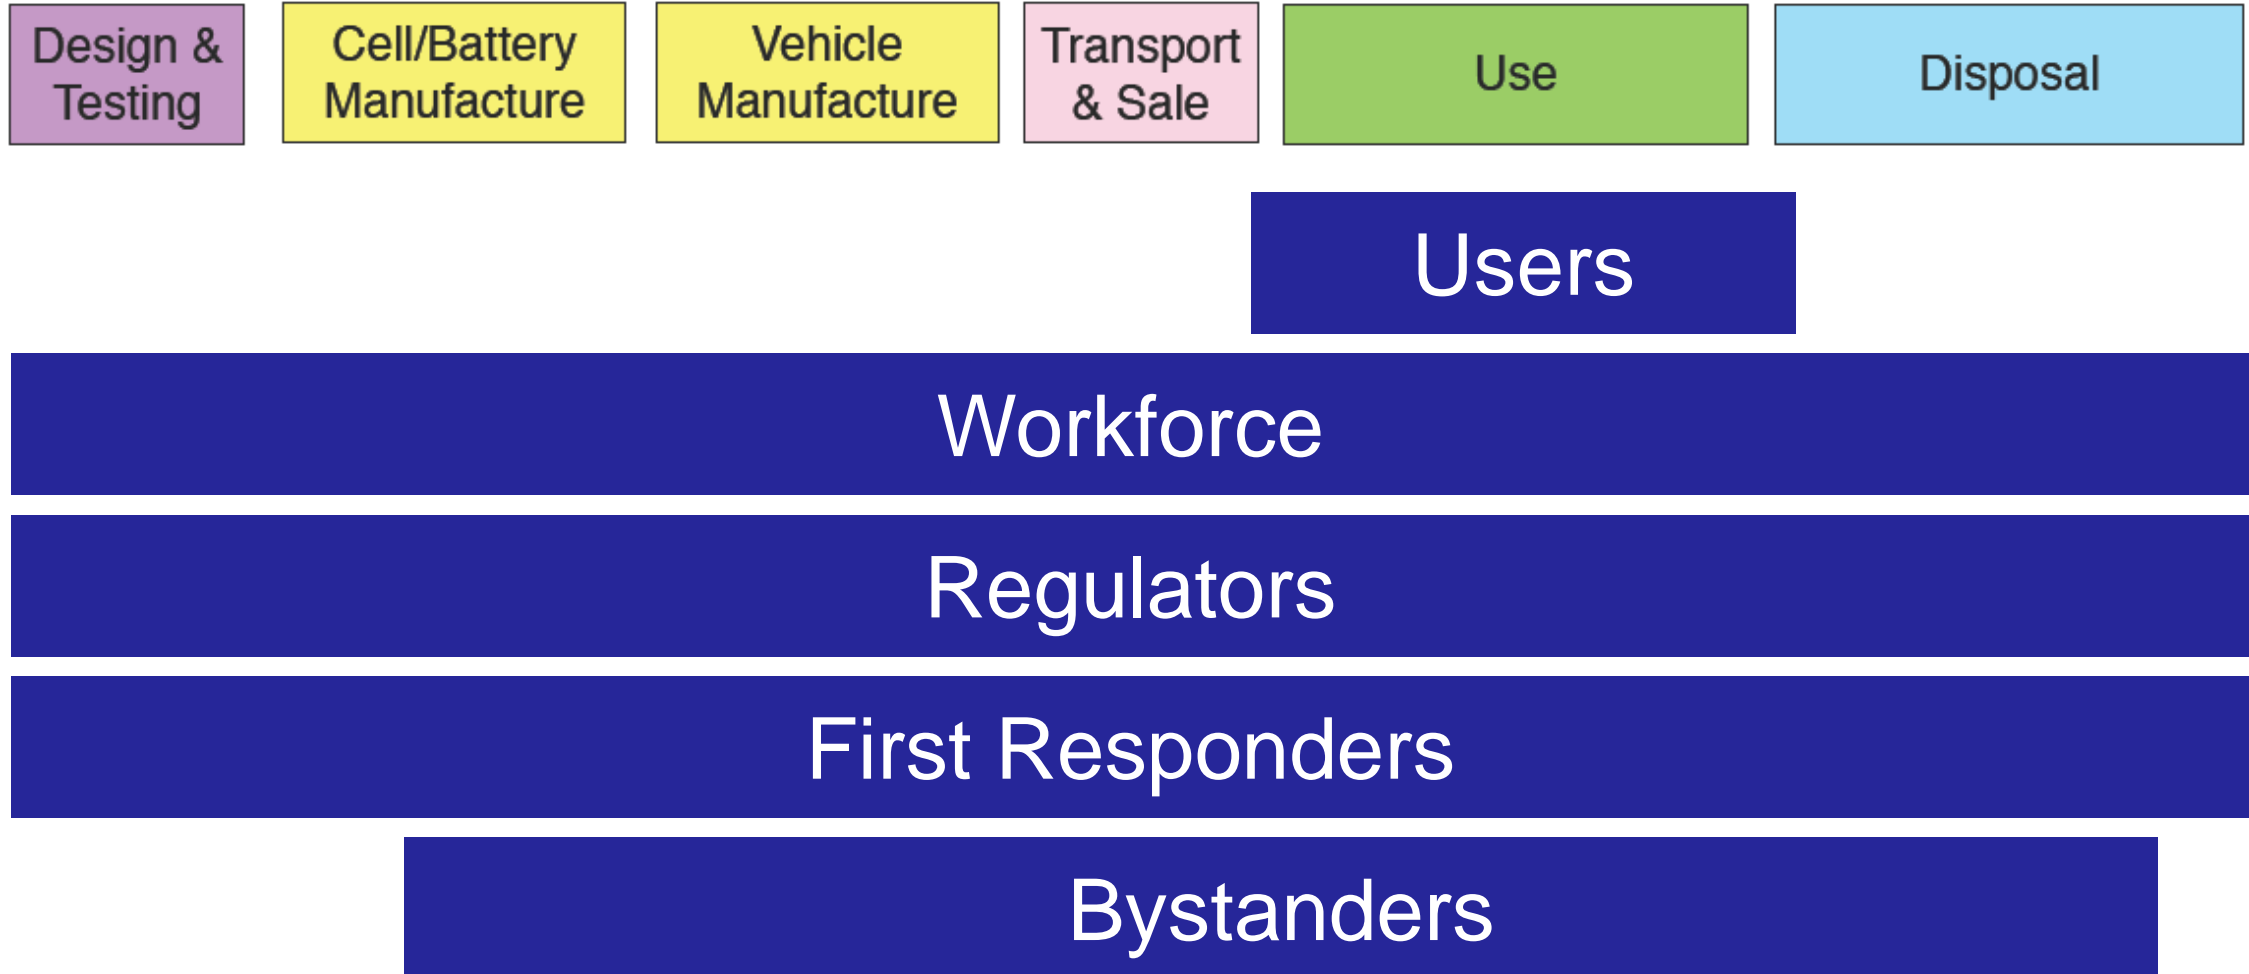 Design &
Testing
Cell/Battery
Manufacture
Vehicle
Manufacture
Transport
& Sale
Use
Disposal
Users
Workforce
Regulators
First Responders
Bystanders